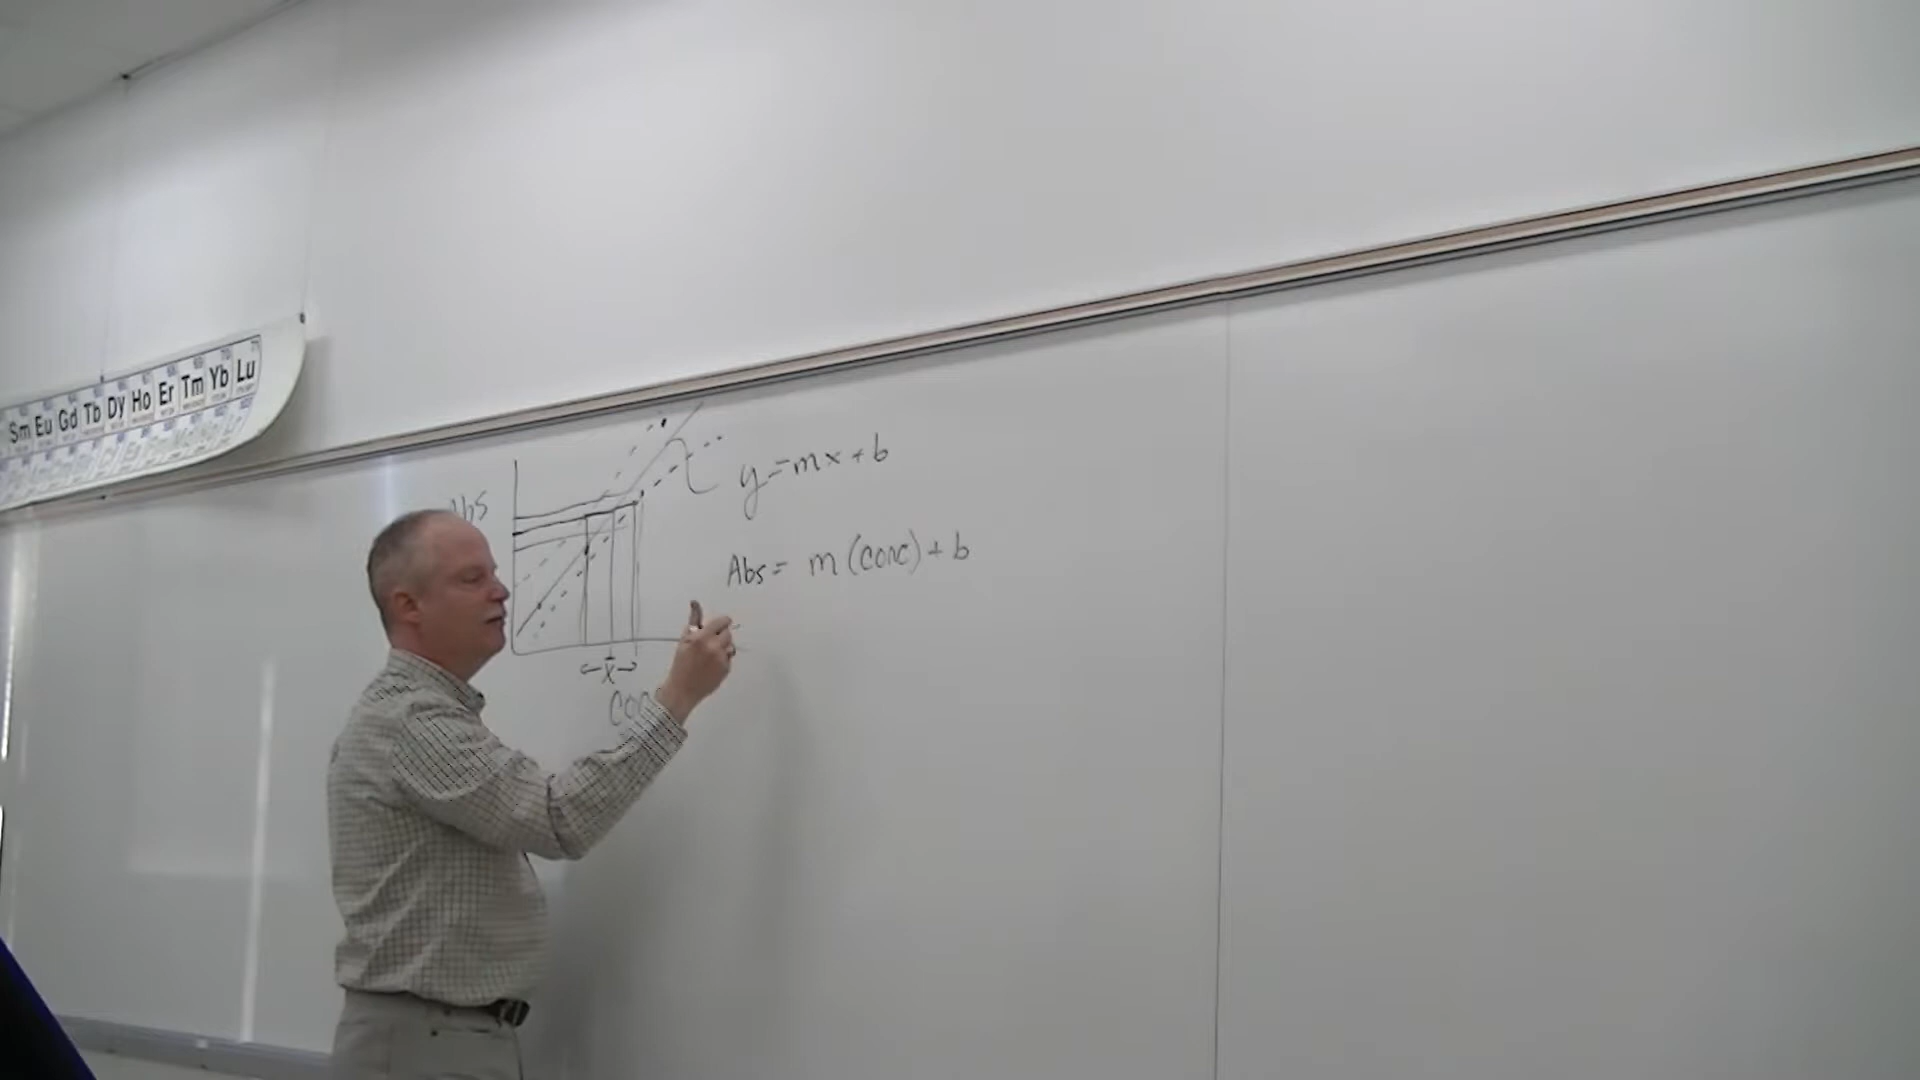 Sm Eu Gd Tb Dy Ho Er Tm Yb Lu
Abs
y=mx+b
Abs= m(conc)+b
x̄